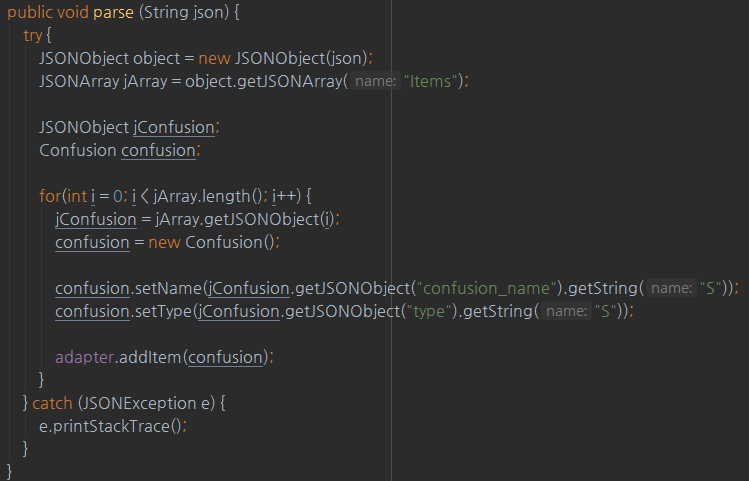 public void parse (String json) {
try {
JSONObject object = new JSONObject(json);
JSONArray jArray = object.getJSONArray( name: "Items");
JSONObject jConfusion;
Confusion confusion;
for(int i = 0; i < jArray.length(); i++) {
jConfusion = jArray.getJSONObject(i);
confusion = new Confusion();
confusion.setName(jConfusion.getJSONObject("confusion_name").getString( name: "S"));
confusion.setType(jConfusion.getJSONObject("type").getString( name: "S"));
adapter.addItem(confusion);
}
} catch (JSONException e) {
e.printStackTrace();
}
}